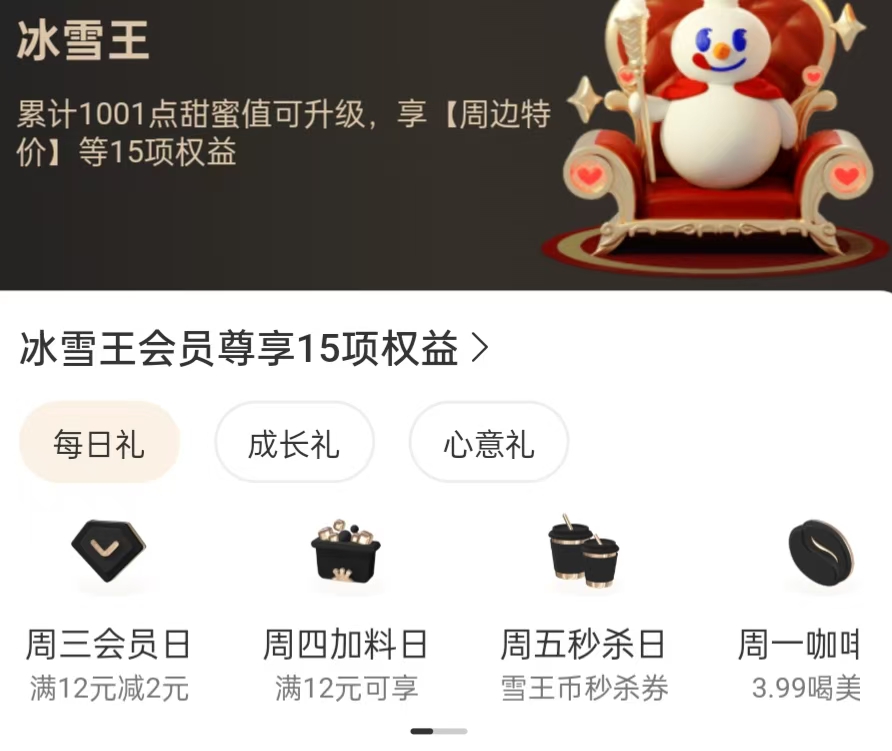 冰雪王
累计1001点甜蜜值可升级，享【周边特
价】等15项权益
冰雪王会员尊享15项权益
每日礼
成长礼
心意礼
周三会员日
周四加料日
周五秒杀日
周一咖
满12元减2元
满12元可享
雪王币秒杀券
3.99喝美